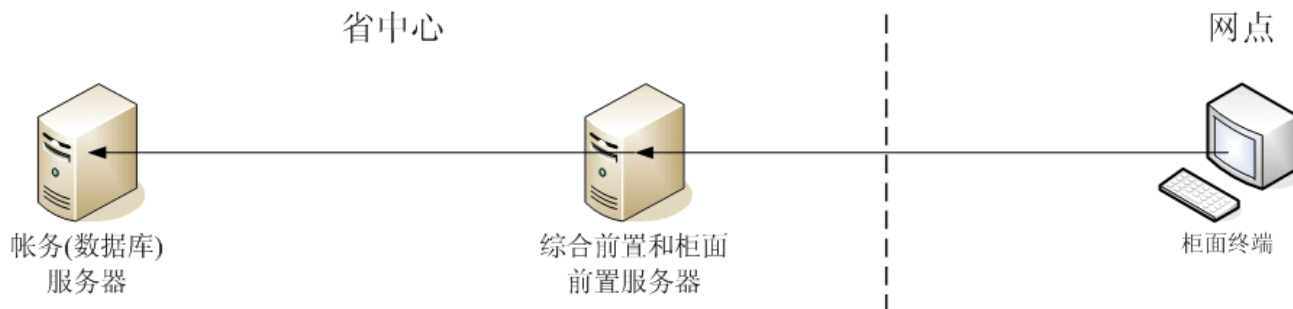 省中心
网点
帐务(数据库)
服务器
综合前置和柜面
前置服务器
柜面终端